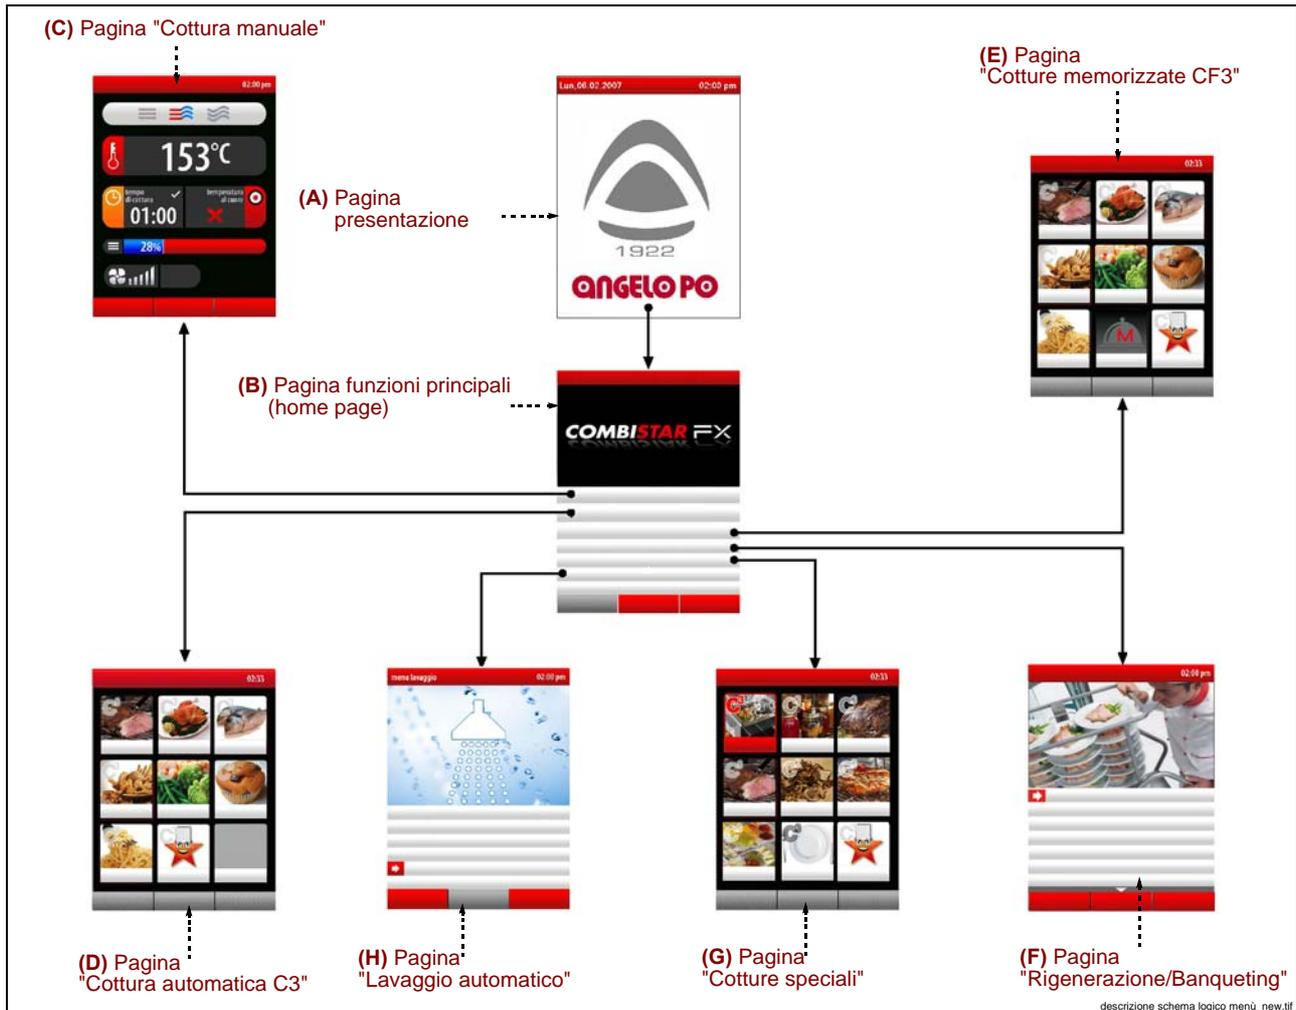 (C) Pagina "Cottura manuale"
02:00 pm
153°C
tempo
di cottura
01:00
temperatura
al cuore
28%
(A) Pagina
presentazione
Lun,06.02.2007 02:00 pm
1922
ANGELO PO
(E) Pagina
"Cotture memorizzate CF3"
02:33
M
(B) Pagina funzioni principali
(home page)
COMBISTAR FX
02:33
(D) Pagina
"Cottura automatica C3"
menu lavaggio 02:00 pm
(H) Pagina
"Lavaggio automatico"
02:33
(G) Pagina
"Cotture speciali"
02:00 pm
(F) Pagina
"Rigenerazione/Banqueting"
descrizione schema logico menù_new.tif